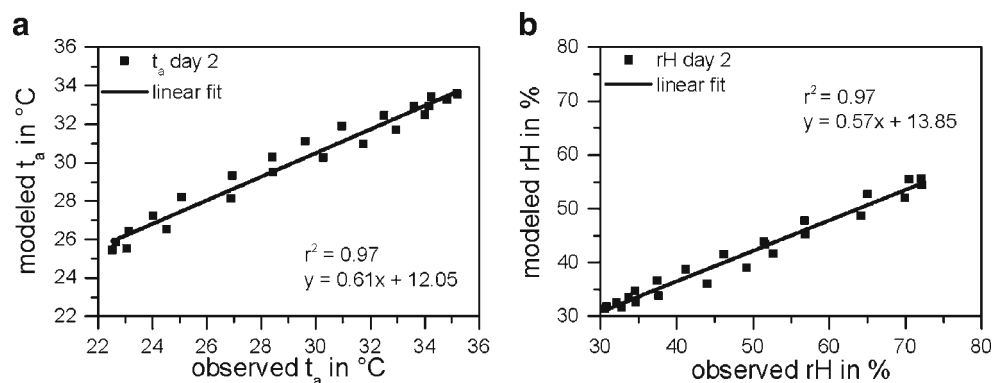 a
36
34
32
30
28
26
24
22
modeled tₐ in °C
tₐ day 2
linear fit
r² = 0.97
y = 0.61x + 12.05
22 24 26 28 30 32 34 36
observed tₐ in °C
b
80
70
60
50
40
30
modeled rH in %
rH day 2
linear fit
r² = 0.97
y = 0.57x + 13.85
30 40 50 60 70 80
observed rH in %